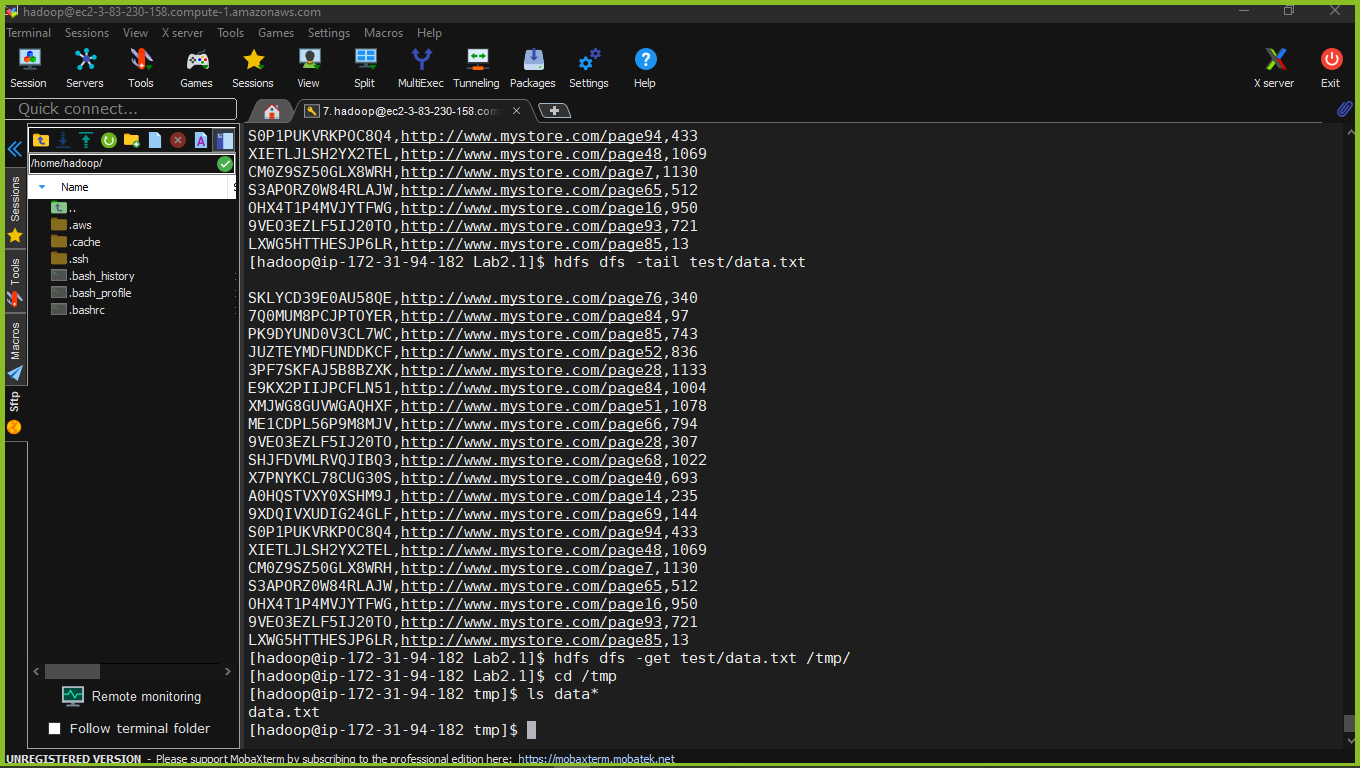 hadoop@ec2-3-83-230-158.compute-1.amazonaws.com
Terminal Sessions View X server Tools Games Settings Macros Help
Session Servers Tools Games Sessions View Split MultiExec Tunneling Packages Settings Help X server Exit
Quick connect...
7. hadoop@ec2-3-83-230-158.com
/home/hadoop/
Name
..
.aws
.cache
.ssh
.bash_history
.bash_profile
.bashrc
Sessions
Tools
Macros
Sftp
Remote monitoring
Follow terminal folder
S0P1PUKVRKPOC8Q4,http://www.mystore.com/page94,433
XIETLJLSH2YX2TEL,http://www.mystore.com/page48,1069
CM0Z9SZ50GLX8WRH,http://www.mystore.com/page7,1130
S3APORZ0W84RLAJW,http://www.mystore.com/page65,512
OHX4T1P4MVJYTFWG,http://www.mystore.com/page16,950
9VEO3EZLF5IJ20TO,http://www.mystore.com/page93,721
LXWG5HTTHESJP6LR,http://www.mystore.com/page85,13
[hadoop@ip-172-31-94-182 Lab2.1]$ hdfs dfs -tail test/data.txt
SKLYCD39E0AU58QE,http://www.mystore.com/page76,340
7Q0MUM8PCJPTOYER,http://www.mystore.com/page84,97
PK9DYUND0V3CL7WC,http://www.mystore.com/page85,743
JUZTEYMDFUNDDKCF,http://www.mystore.com/page52,836
3PF7SKFAJ5B8BZXK,http://www.mystore.com/page28,1133
E9KX2PIIJPCFLN51,http://www.mystore.com/page84,1004
XMJWG8GUVWGAQHXF,http://www.mystore.com/page51,1078
ME1CDPL56P9M8MJV,http://www.mystore.com/page66,794
9VEO3EZLF5IJ20TO,http://www.mystore.com/page28,307
SHJFDVMLRVQJIBQ3,http://www.mystore.com/page68,1022
X7PNYKCL78CUG30S,http://www.mystore.com/page40,693
A0HQSTVXY0XSHM9J,http://www.mystore.com/page14,235
9XDQIVXUDIG24GLF,http://www.mystore.com/page69,144
S0P1PUKVRKPOC8Q4,http://www.mystore.com/page94,433
XIETLJLSH2YX2TEL,http://www.mystore.com/page48,1069
CM0Z9SZ50GLX8WRH,http://www.mystore.com/page7,1130
S3APORZ0W84RLAJW,http://www.mystore.com/page65,512
OHX4T1P4MVJYTFWG,http://www.mystore.com/page16,950
9VEO3EZLF5IJ20TO,http://www.mystore.com/page93,721
LXWG5HTTHESJP6LR,http://www.mystore.com/page85,13
[hadoop@ip-172-31-94-182 Lab2.1]$ hdfs dfs -get test/data.txt /tmp/
[hadoop@ip-172-31-94-182 Lab2.1]$ cd /tmp
[hadoop@ip-172-31-94-182 tmp]$ ls data*
data.txt
[hadoop@ip-172-31-94-182 tmp]$
UNREGISTERED VERSION - Please support MobaXterm by subscribing to the professional edition here: https://mobaxterm.mobatek.net